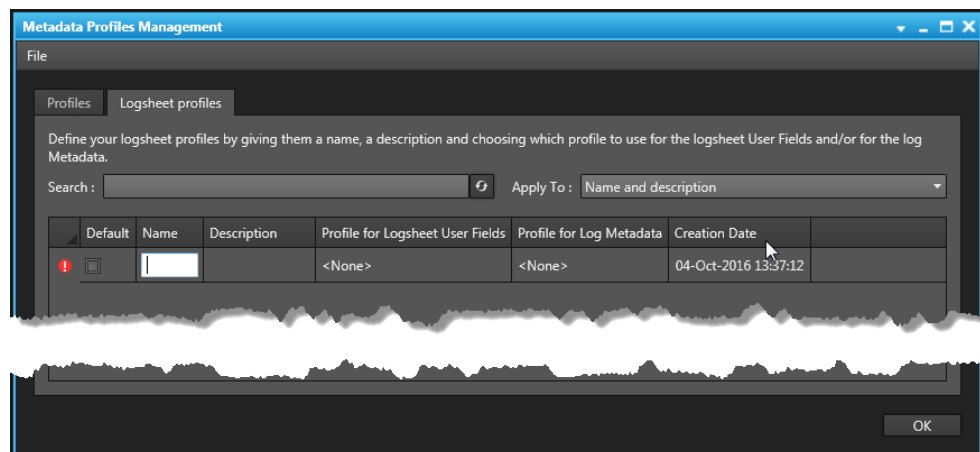 Metadata Profiles Management
File
Profiles Logsheet profiles
Define your logsheet profiles by giving them a name, a description and choosing which profile to use for the logsheet User Fields and/or for the log
Metadata.
Search : Apply To : Name and description
Default Name Description Profile for Logsheet User Fields Profile for Log Metadata Creation Date
<None> <None> 04-Oct-2016 13:37:12
OK